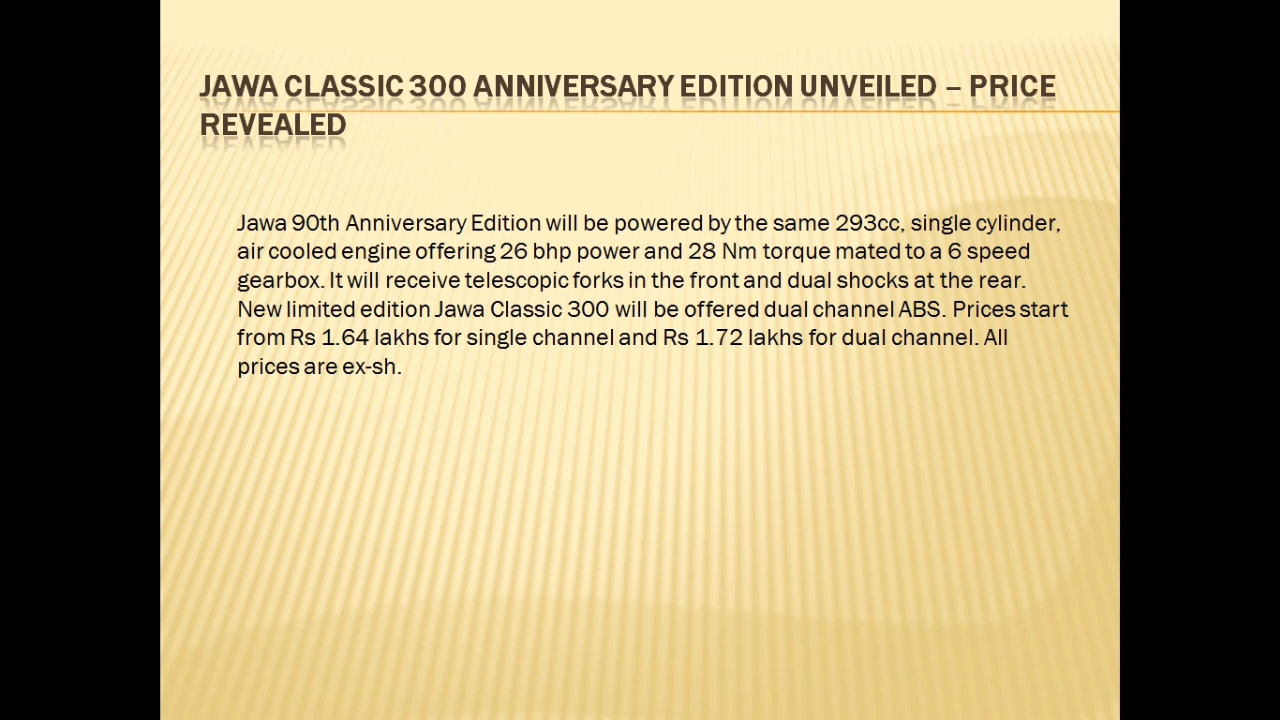 JAWA CLASSIC 300 ANNIVERSARY EDITION UNVEILED – PRICE
REVEALED
Jawa 90th Anniversary Edition will be powered by the same 293cc, single cylinder,
air cooled engine offering 26 bhp power and 28 Nm torque mated to a 6 speed
gearbox. It will receive telescopic forks in the front and dual shocks at the rear.
New limited edition Jawa Classic 300 will be offered dual channel ABS. Prices start
from Rs 1.64 lakhs for single channel and Rs 1.72 lakhs for dual channel. All
prices are ex-sh.